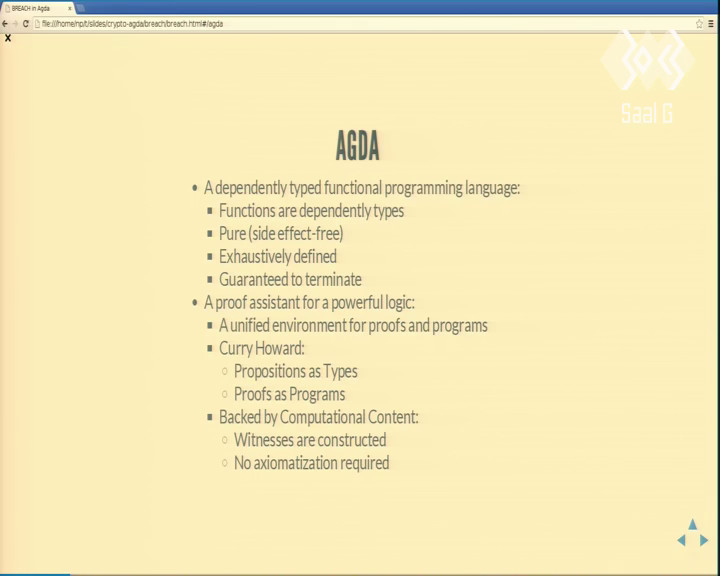 BREACH in Agda
file:///home/np/t/slides/crypto-agda/breach/breach.html#/agda
X
Saal G
AGDA
A dependently typed functional programming language:
Functions are dependently types
Pure (side effect-free)
Exhaustively defined
Guaranteed to terminate
A proof assistant for a powerful logic:
A unified environment for proofs and programs
Curry Howard:
Propositions as Types
Proofs as Programs
Backed by Computational Content:
Witnesses are constructed
No axiomatization required